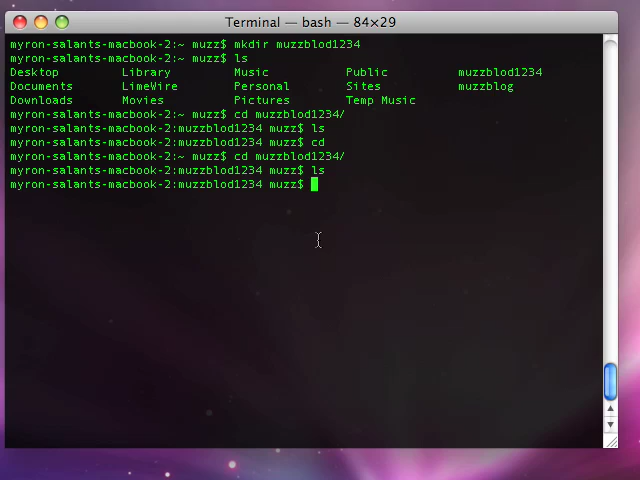 Terminal — bash — 84×29
myron-salants-macbook-2:~ muzz$ mkdir muzzblod1234
myron-salants-macbook-2:~ muzz$ ls
Desktop Library Music Public muzzblod1234
Documents LimeWire Personal Sites muzzblog
Downloads Movies Pictures Temp Music
myron-salants-macbook-2:~ muzz$ cd muzzblod1234/
myron-salants-macbook-2:muzzblod1234 muzz$ ls
myron-salants-macbook-2:muzzblod1234 muzz$ cd
myron-salants-macbook-2:~ muzz$ cd muzzblod1234/
myron-salants-macbook-2:muzzblod1234 muzz$ ls
myron-salants-macbook-2:muzzblod1234 muzz$